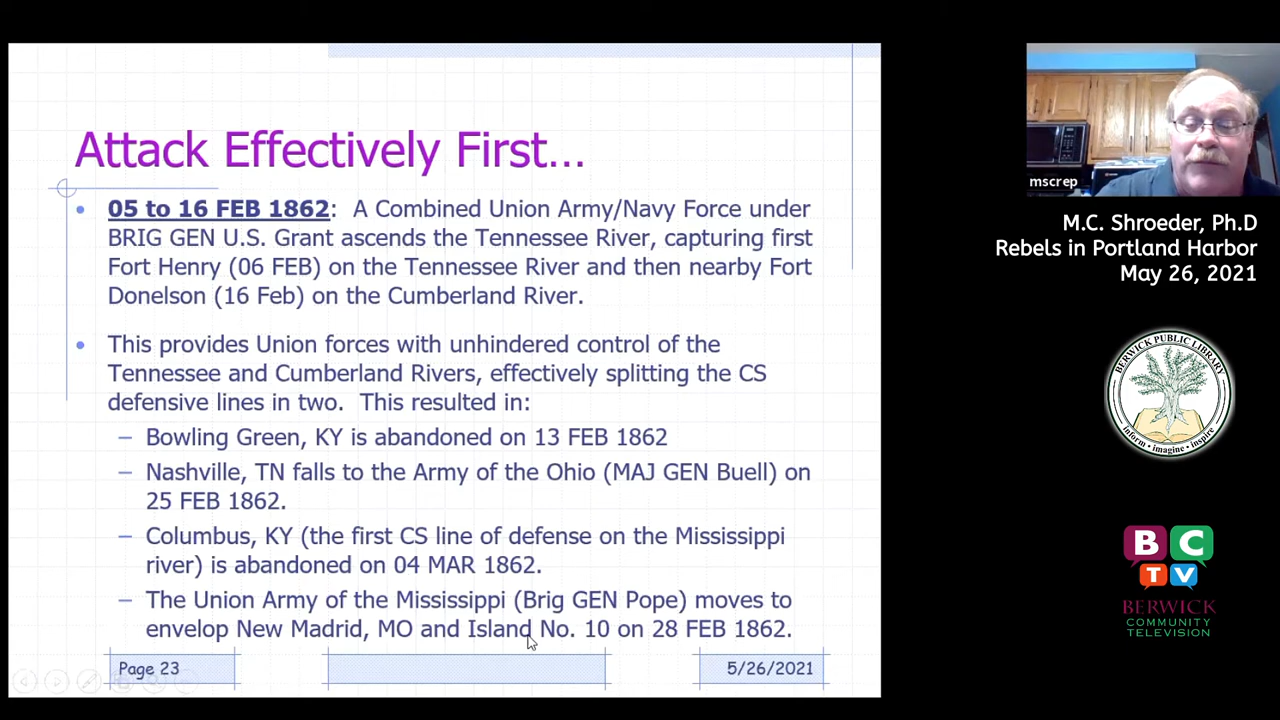 Attack Effectively First...
05 to 16 FEB 1862: A Combined Union Army/Navy Force under
BRIG GEN U.S. Grant ascends the Tennessee River, capturing first
Fort Henry (06 FEB) on the Tennessee River and then nearby Fort
Donelson (16 Feb) on the Cumberland River.
This provides Union forces with unhindered control of the
Tennessee and Cumberland Rivers, effectively splitting the CS
defensive lines in two. This resulted in:
– Bowling Green, KY is abandoned on 13 FEB 1862
– Nashville, TN falls to the Army of the Ohio (MAJ GEN Buell) on
25 FEB 1862.
– Columbus, KY (the first CS line of defense on the Mississippi
river) is abandoned on 04 MAR 1862.
– The Union Army of the Mississippi (Brig GEN Pope) moves to
envelop New Madrid, MO and Island No. 10 on 28 FEB 1862.
Page 23
5/26/2021
mscrep
M.C. Shroeder, Ph.D
Rebels in Portland Harbor
May 26, 2021
BERWICK PUBLIC LIBRARY
inform • imagine • inspire
BC
TV
BERWICK
COMMUNITY
TELEVISION